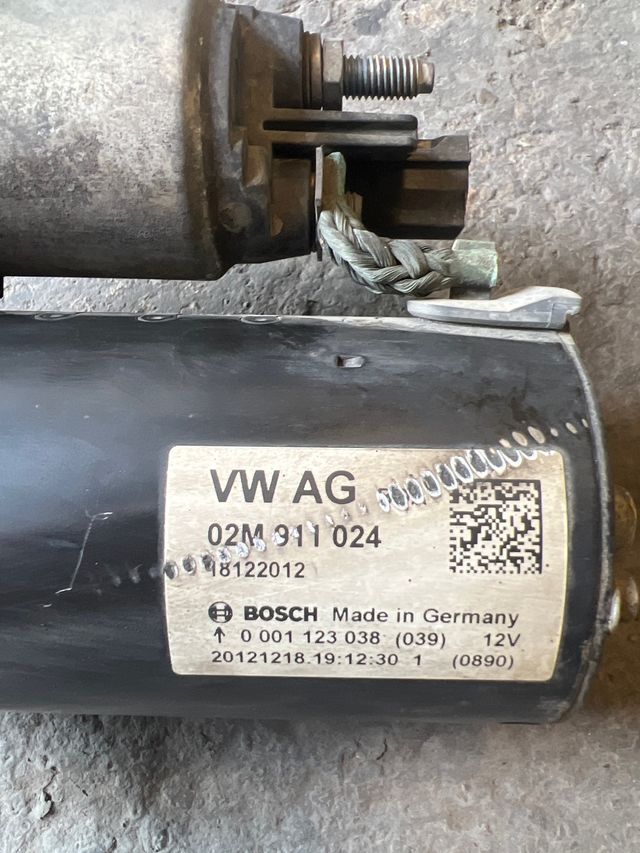 VW AG
02M 911 024
18122012
BOSCH Made in Germany
↑ 0 001 123 038 (039) 12V
20121218.19:12:30 1 (0890)